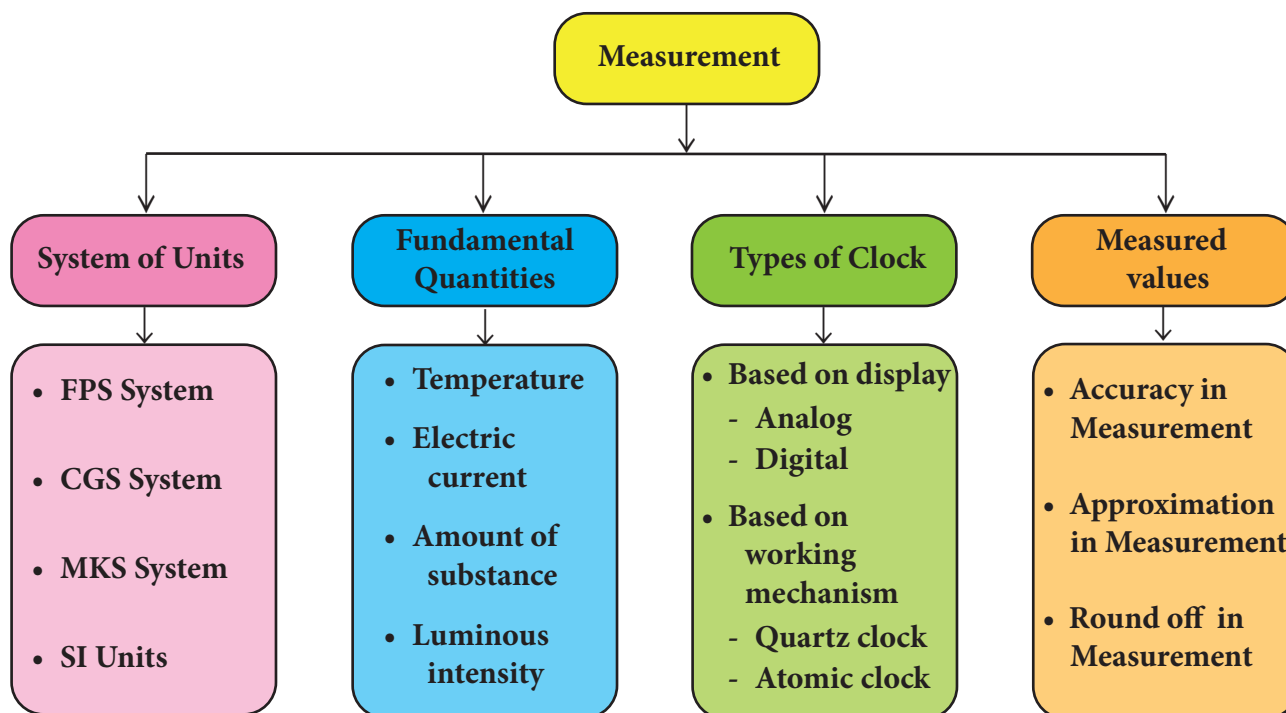 Measurement
System of Units
Fundamental
Quantities
Types of Clock
Measured
values
• FPS System
• CGS System
• MKS System
• SI Units
• Temperature
• Electric
current
• Amount of
substance
• Luminous
intensity
• Based on display
- Analog
- Digital
• Based on
working
mechanism
- Quartz clock
- Atomic clock
• Accuracy in
Measurement
• Approximation
in Measurement
• Round off in
Measurement